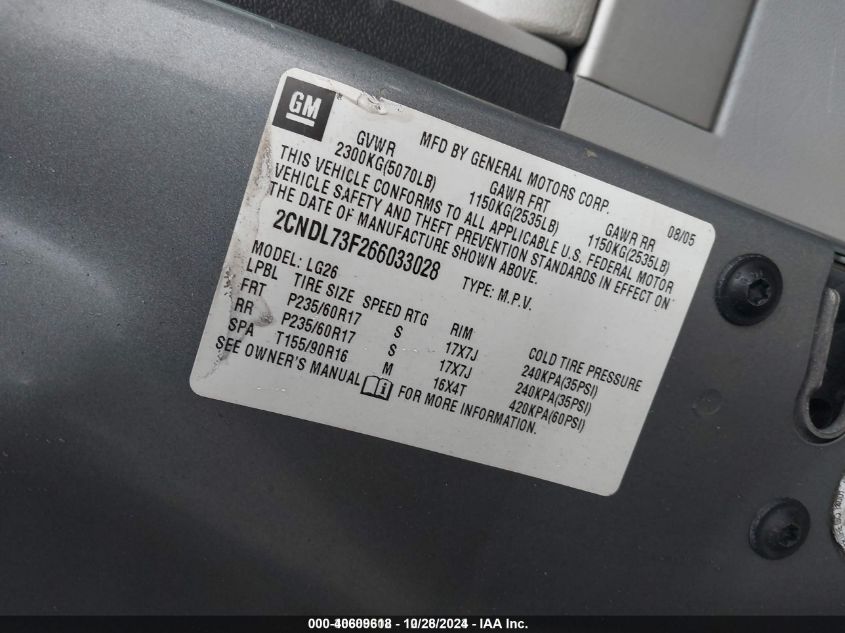 GM
MFD BY GENERAL MOTORS CORP. 08/05
GVWR GAWR FRT GAWR RR
2300KG(5070LB) 1150KG(2535LB) 1150KG(2535LB)
THIS VEHICLE CONFORMS TO ALL APPLICABLE U.S. FEDERAL MOTOR
VEHICLE SAFETY AND THEFT PREVENTION STANDARDS IN EFFECT ON
THE DATE OF MANUFACTURE SHOWN ABOVE.
2CNDL73F266033028 TYPE: M.P.V.
MODEL: LG26
LPBL TIRE SIZE SPEED RTG RIM COLD TIRE PRESSURE
FRT P235/60R17 S 17X7J 240KPA(35PSI)
RR P235/60R17 S 17X7J 240KPA(35PSI)
SPA T155/90R16 M 16X4T 420KPA(60PSI)
SEE OWNER'S MANUAL FOR MORE INFORMATION.
000-40609618 - 10/26/2024 - IAA Inc.